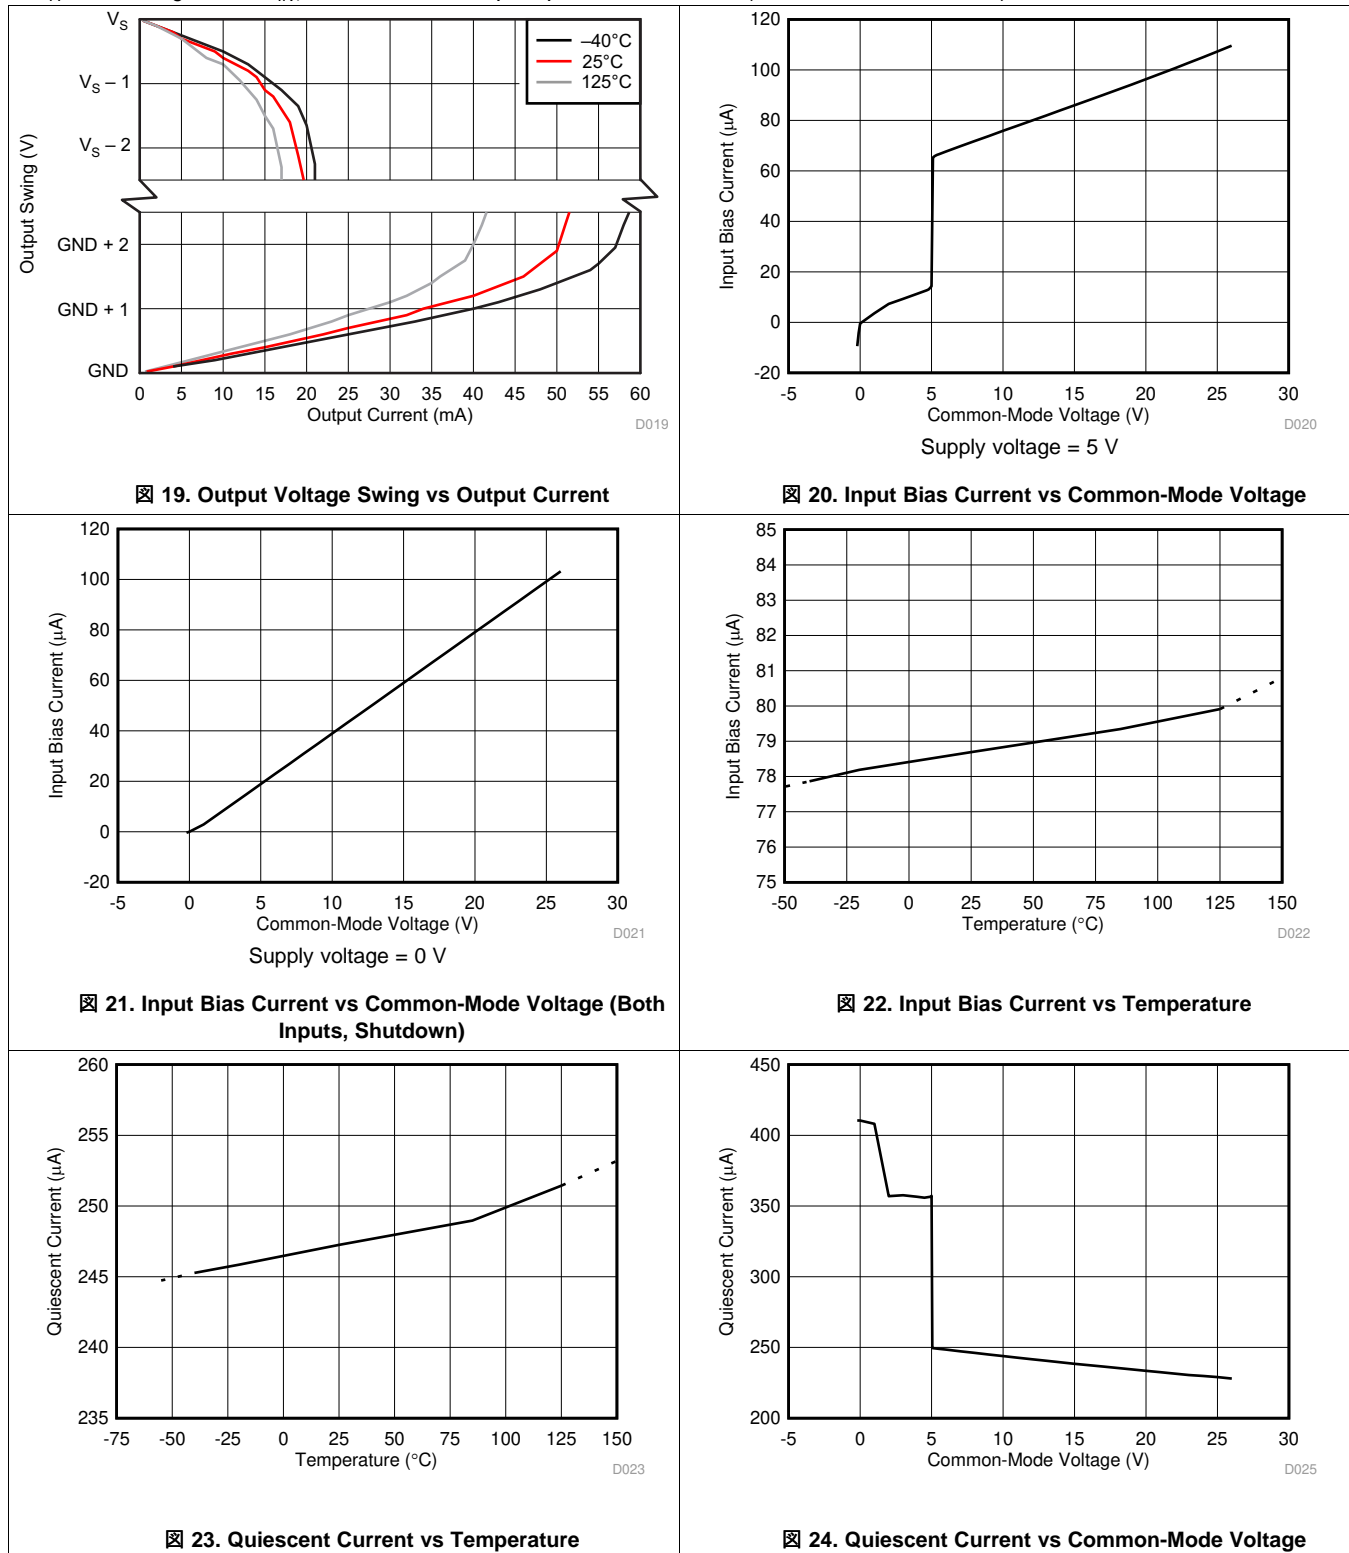 V_S
V_S – 1
V_S – 2
GND + 2
GND + 1
GND
Output Swing (V)
–40°C
25°C
125°C
0 5 10 15 20 25 30 35 40 45 50 55 60
Output Current (mA)
D019
図 19. Output Voltage Swing vs Output Current
120
100
80
60
40
20
0
-20
Input Bias Current (µA)
-5 0 5 10 15 20 25 30
Common-Mode Voltage (V)
D020
Supply voltage = 5 V
図 20. Input Bias Current vs Common-Mode Voltage
120
100
80
60
40
20
0
-20
Input Bias Current (µA)
-5 0 5 10 15 20 25 30
Common-Mode Voltage (V)
D021
Supply voltage = 0 V
図 21. Input Bias Current vs Common-Mode Voltage (Both
Inputs, Shutdown)
85
84
83
82
81
80
79
78
77
76
75
Input Bias Current (µA)
-50 -25 0 25 50 75 100 125 150
Temperature (°C)
D022
図 22. Input Bias Current vs Temperature
260
255
250
245
240
235
Quiescent Current (µA)
-75 -50 -25 0 25 50 75 100 125 150
Temperature (°C)
D023
図 23. Quiescent Current vs Temperature
450
400
350
300
250
200
Quiescent Current (µA)
-5 0 5 10 15 20 25 30
Common-Mode Voltage (V)
D025
図 24. Quiescent Current vs Common-Mode Voltage